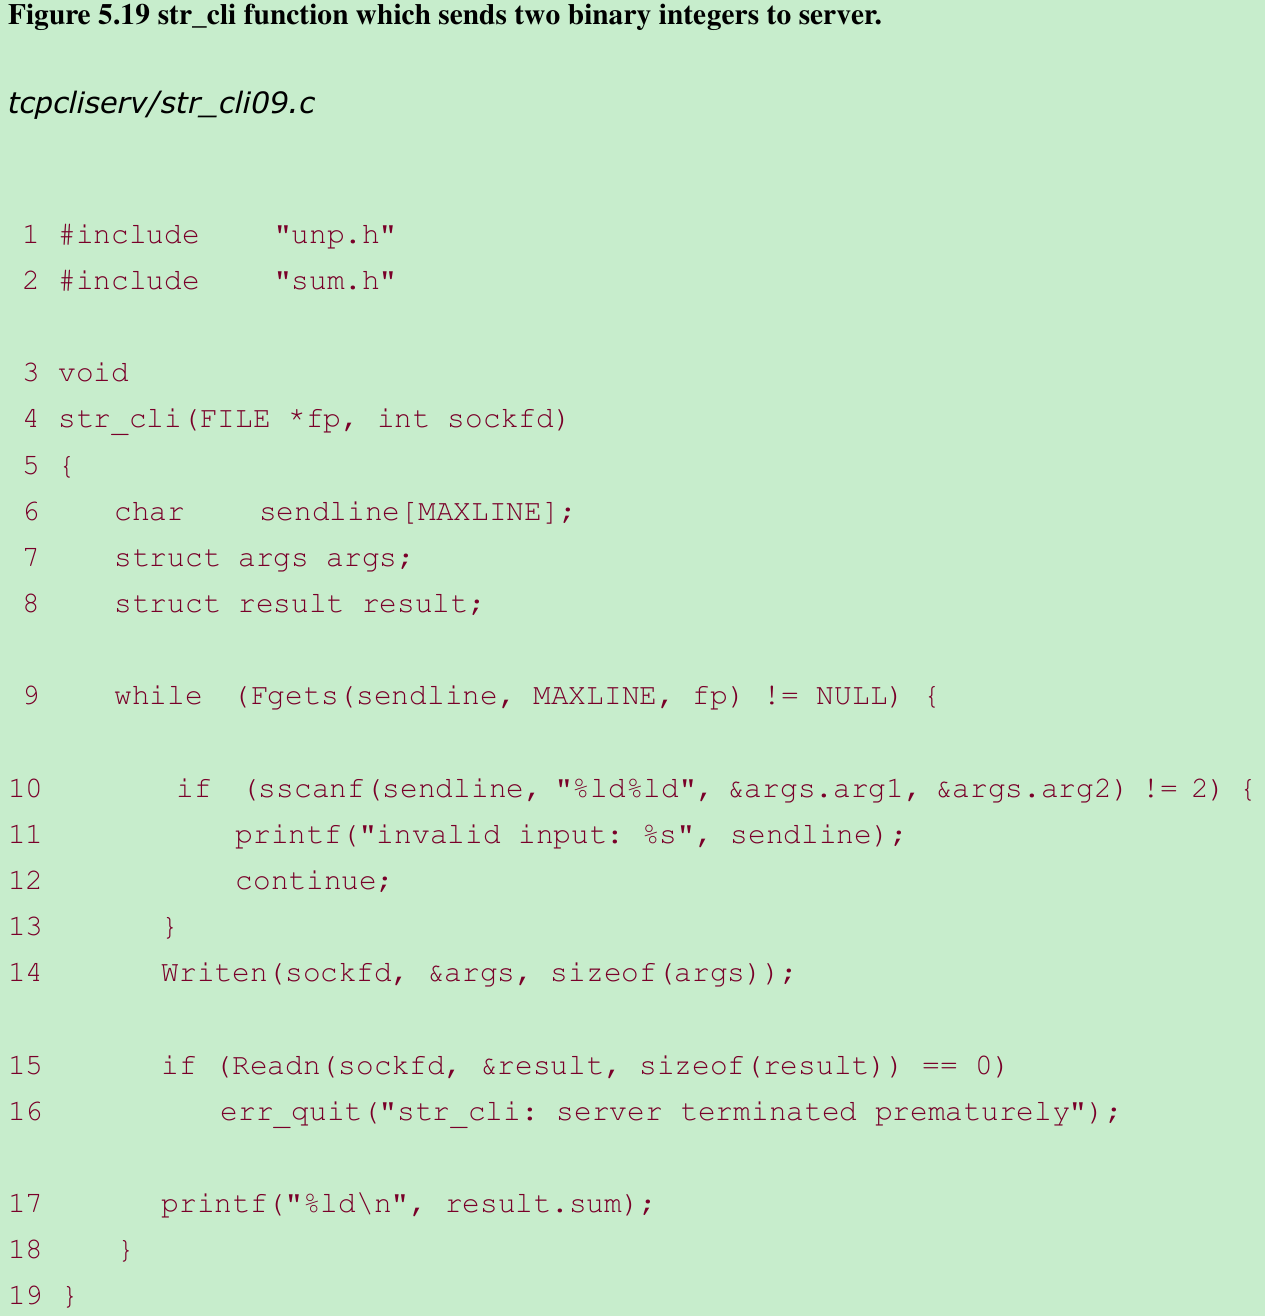 Figure 5.19 str_cli function which sends two binary integers to server.
tcpcliserv/str_cli09.c
1 #include    "unp.h"
2 #include    "sum.h"
3 void
4 str_cli(FILE *fp, int sockfd)
5 {
6    char    sendline[MAXLINE];
7    struct args args;
8    struct result result;
9    while  (Fgets(sendline, MAXLINE, fp) != NULL) {
10        if  (sscanf(sendline, "%ld%ld", &args.arg1, &args.arg2) != 2) {
11            printf("invalid input: %s", sendline);
12            continue;
13        }
14        Writen(sockfd, &args, sizeof(args));
15        if (Readn(sockfd, &result, sizeof(result)) == 0)
16            err_quit("str_cli: server terminated prematurely");
17        printf("%ld\n", result.sum);
18    }
19 }